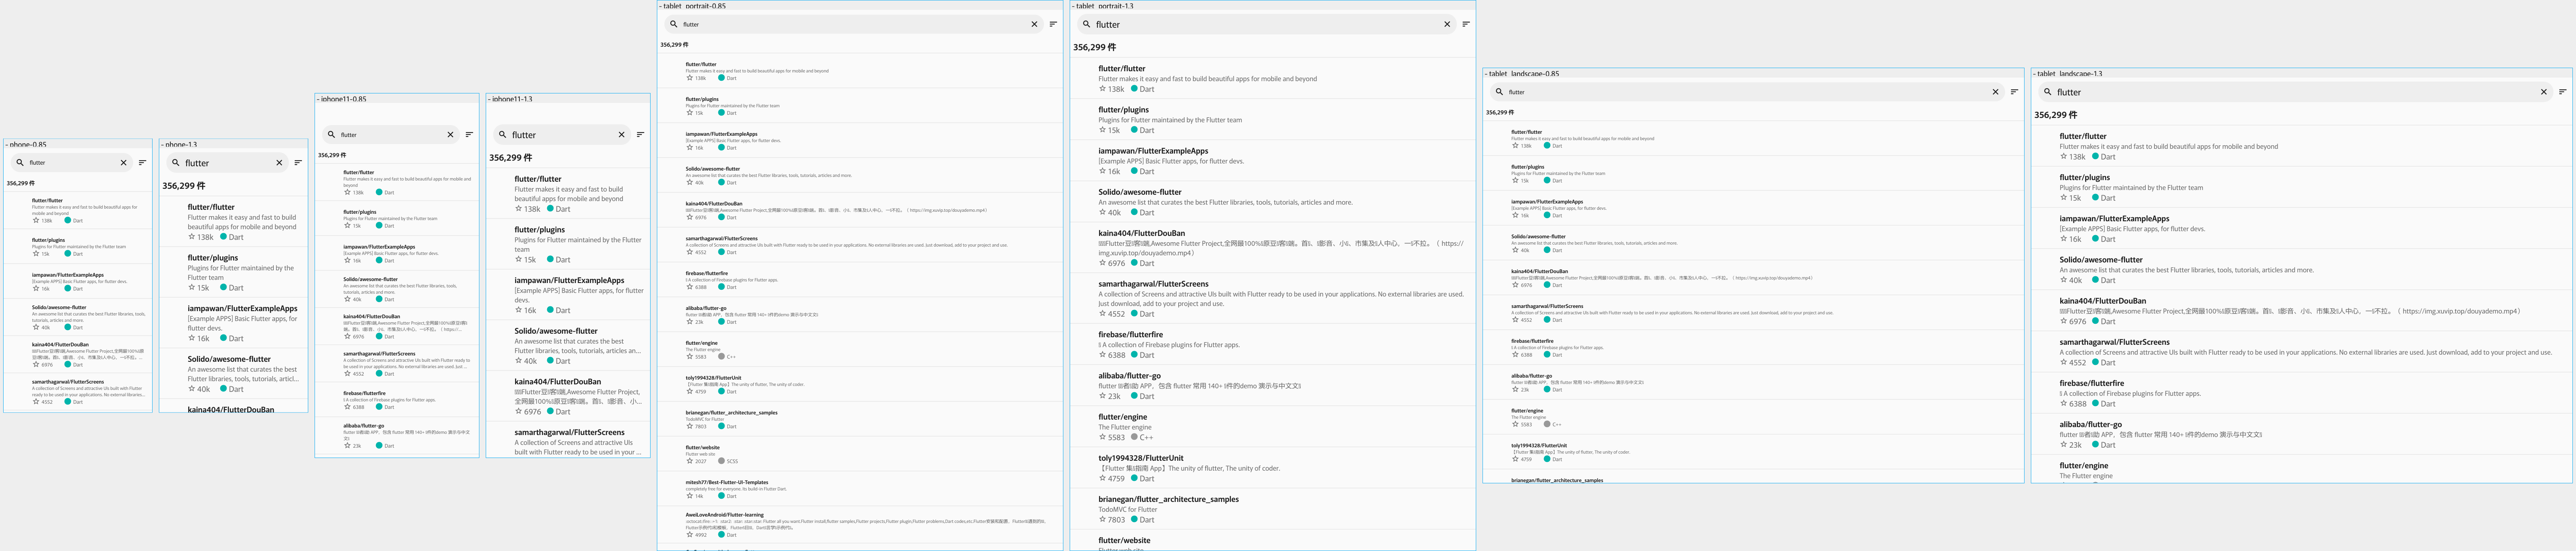 - phone-0.85
flutter
356,299 件
flutter/flutter
Flutter makes it easy and fast to build beautiful apps for
mobile and beyond
138k Dart
flutter/plugins
Plugins for Flutter maintained by the Flutter team
15k Dart
iampawan/FlutterExampleApps
[Example APPS] Basic Flutter apps, for flutter devs.
16k Dart
Solido/awesome-flutter
An awesome list that curates the best Flutter libraries, tools,
tutorials, articles and more.
40k Dart
kaina404/FlutterDouBan
6976 Dart
samarthagarwal/FlutterScreens
A collection of Screens and attractive UIs built with Flutter
ready to be used in your applications. No external libraries...
4552 Dart
- phone-1.3
flutter
356,299 件
flutter/flutter
Flutter makes it easy and fast to build
beautiful apps for mobile and beyond
138k Dart
flutter/plugins
Plugins for Flutter maintained by the
Flutter team
15k Dart
iampawan/FlutterExampleApps
[Example APPS] Basic Flutter apps, for
flutter devs.
16k Dart
Solido/awesome-flutter
An awesome list that curates the best
Flutter libraries, tools, tutorials, articl...
40k Dart
kaina404/FlutterDouBan
- iphone11-0.85
flutter
356,299 件
flutter/flutter
Flutter makes it easy and fast to build beautiful apps for mobile and
beyond
138k Dart
flutter/plugins
Plugins for Flutter maintained by the Flutter team
15k Dart
iampawan/FlutterExampleApps
[Example APPS] Basic Flutter apps, for flutter devs.
16k Dart
Solido/awesome-flutter
An awesome list that curates the best Flutter libraries, tools,
tutorials, articles and more.
40k Dart
kaina404/FlutterDouBan
6976 Dart
samarthagarwal/FlutterScreens
A collection of Screens and attractive UIs built with Flutter ready to
be used in your applications. No external libraries are used. Just ...
4552 Dart
firebase/flutterfire
A collection of Firebase plugins for Flutter apps.
6388 Dart
alibaba/flutter-go
23k Dart
- iphone11-1.3
flutter
356,299 件
flutter/flutter
Flutter makes it easy and fast to build
beautiful apps for mobile and beyond
138k Dart
flutter/plugins
Plugins for Flutter maintained by the Flutter
team
15k Dart
iampawan/FlutterExampleApps
[Example APPS] Basic Flutter apps, for flutter
devs.
16k Dart
Solido/awesome-flutter
An awesome list that curates the best
Flutter libraries, tools, tutorials, articles an...
40k Dart
kaina404/FlutterDouBan
6976 Dart
samarthagarwal/FlutterScreens
A collection of Screens and attractive UIs
built with Flutter ready to be used in your ...
- tablet_portrait-0.85
flutter
356,299 件
flutter/flutter
Flutter makes it easy and fast to build beautiful apps for mobile and beyond
138k Dart
flutter/plugins
Plugins for Flutter maintained by the Flutter team
15k Dart
iampawan/FlutterExampleApps
[Example APPS] Basic Flutter apps, for flutter devs.
16k Dart
Solido/awesome-flutter
An awesome list that curates the best Flutter libraries, tools, tutorials, articles and more.
40k Dart
kaina404/FlutterDouBan
6976 Dart
samarthagarwal/FlutterScreens
A collection of Screens and attractive UIs built with Flutter ready to be used in your applications. No external libraries are used. Just download, add to your project and use.
4552 Dart
firebase/flutterfire
A collection of Firebase plugins for Flutter apps.
6388 Dart
alibaba/flutter-go
23k Dart
flutter/engine
The Flutter engine
5583 C++
toly1994328/FlutterUnit
The unity of flutter, The unity of coder.
4759 Dart
brianegan/flutter_architecture_samples
TodoMVC for Flutter
7803 Dart
flutter/website
Flutter web site
2027 SCSS
mitesh77/Best-Flutter-UI-Templates
completely free for everyone. Its build in Flutter Dart.
14k Dart
AweiLoveAndroid/Flutter-learning
4992 Dart
- tablet_portrait-1.3
flutter
356,299 件
flutter/flutter
Flutter makes it easy and fast to build beautiful apps for mobile and beyond
138k Dart
flutter/plugins
Plugins for Flutter maintained by the Flutter team
15k Dart
iampawan/FlutterExampleApps
[Example APPS] Basic Flutter apps, for flutter devs.
16k Dart
Solido/awesome-flutter
An awesome list that curates the best Flutter libraries, tools, tutorials, articles and more.
40k Dart
kaina404/FlutterDouBan
Awesome Flutter Project, ( https://
img.xuvip.top/douyademo.mp4)
6976 Dart
samarthagarwal/FlutterScreens
A collection of Screens and attractive UIs built with Flutter ready to be used in your applications. No external libraries are used.
Just download, add to your project and use.
4552 Dart
firebase/flutterfire
A collection of Firebase plugins for Flutter apps.
6388 Dart
alibaba/flutter-go
flutter APP, 包含 flutter 常用 140+
23k Dart
flutter/engine
The Flutter engine
5583 C++
toly1994328/FlutterUnit
The unity of flutter, The unity of coder.
4759 Dart
brianegan/flutter_architecture_samples
TodoMVC for Flutter
7803 Dart
flutter/website
Flutter web site
- tablet_landscape-0.85
flutter
356,299 件
flutter/flutter
Flutter makes it easy and fast to build beautiful apps for mobile and beyond
138k Dart
flutter/plugins
Plugins for Flutter maintained by the Flutter team
15k Dart
iampawan/FlutterExampleApps
[Example APPS] Basic Flutter apps, for flutter devs.
16k Dart
Solido/awesome-flutter
An awesome list that curates the best Flutter libraries, tools, tutorials, articles and more.
40k Dart
kaina404/FlutterDouBan
6976 Dart
samarthagarwal/FlutterScreens
A collection of Screens and attractive UIs built with Flutter ready to be used in your applications. No external libraries are used. Just download, add to your project and use.
4552 Dart
firebase/flutterfire
A collection of Firebase plugins for Flutter apps.
6388 Dart
alibaba/flutter-go
23k Dart
flutter/engine
The Flutter engine
5583 C++
toly1994328/FlutterUnit
The unity of flutter, The unity of coder.
4759 Dart
brianegan/flutter_architecture_samples
- tablet_landscape-1.3
flutter
356,299 件
flutter/flutter
Flutter makes it easy and fast to build beautiful apps for mobile and beyond
138k Dart
flutter/plugins
Plugins for Flutter maintained by the Flutter team
15k Dart
iampawan/FlutterExampleApps
[Example APPS] Basic Flutter apps, for flutter devs.
16k Dart
Solido/awesome-flutter
An awesome list that curates the best Flutter libraries, tools, tutorials, articles and more.
40k Dart
kaina404/FlutterDouBan
Awesome Flutter Project, ( https://img.xuvip.top/douyademo.mp4)
6976 Dart
samarthagarwal/FlutterScreens
A collection of Screens and attractive UIs built with Flutter ready to be used in your applications. No external libraries are used. Just download, add to your project and use.
4552 Dart
firebase/flutterfire
A collection of Firebase plugins for Flutter apps.
6388 Dart
alibaba/flutter-go
flutter APP, 包含 flutter 常用 140+
23k Dart
flutter/engine
The Flutter engine